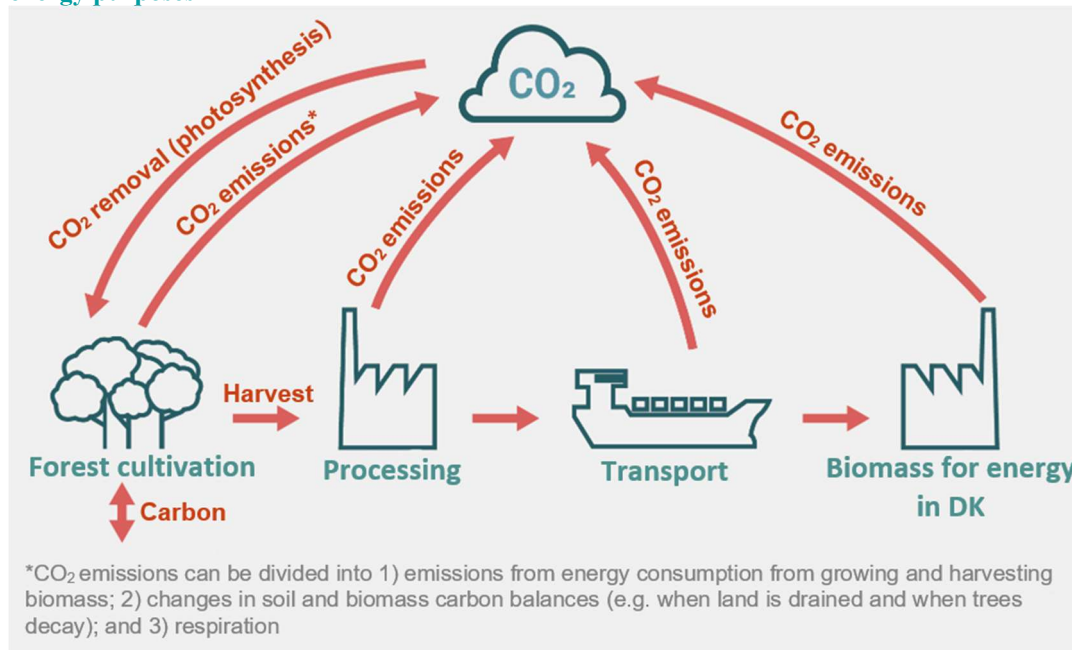 CO₂
CO₂ removal (photosynthesis)
CO₂ emissions*
CO₂ emissions
CO₂ emissions
CO₂ emissions
Harvest
Forest cultivation
Processing
Transport
Biomass for energy
in DK
Carbon
*CO₂ emissions can be divided into 1) emissions from energy consumption from growing and harvesting
biomass; 2) changes in soil and biomass carbon balances (e.g. when land is drained and when trees
decay); and 3) respiration